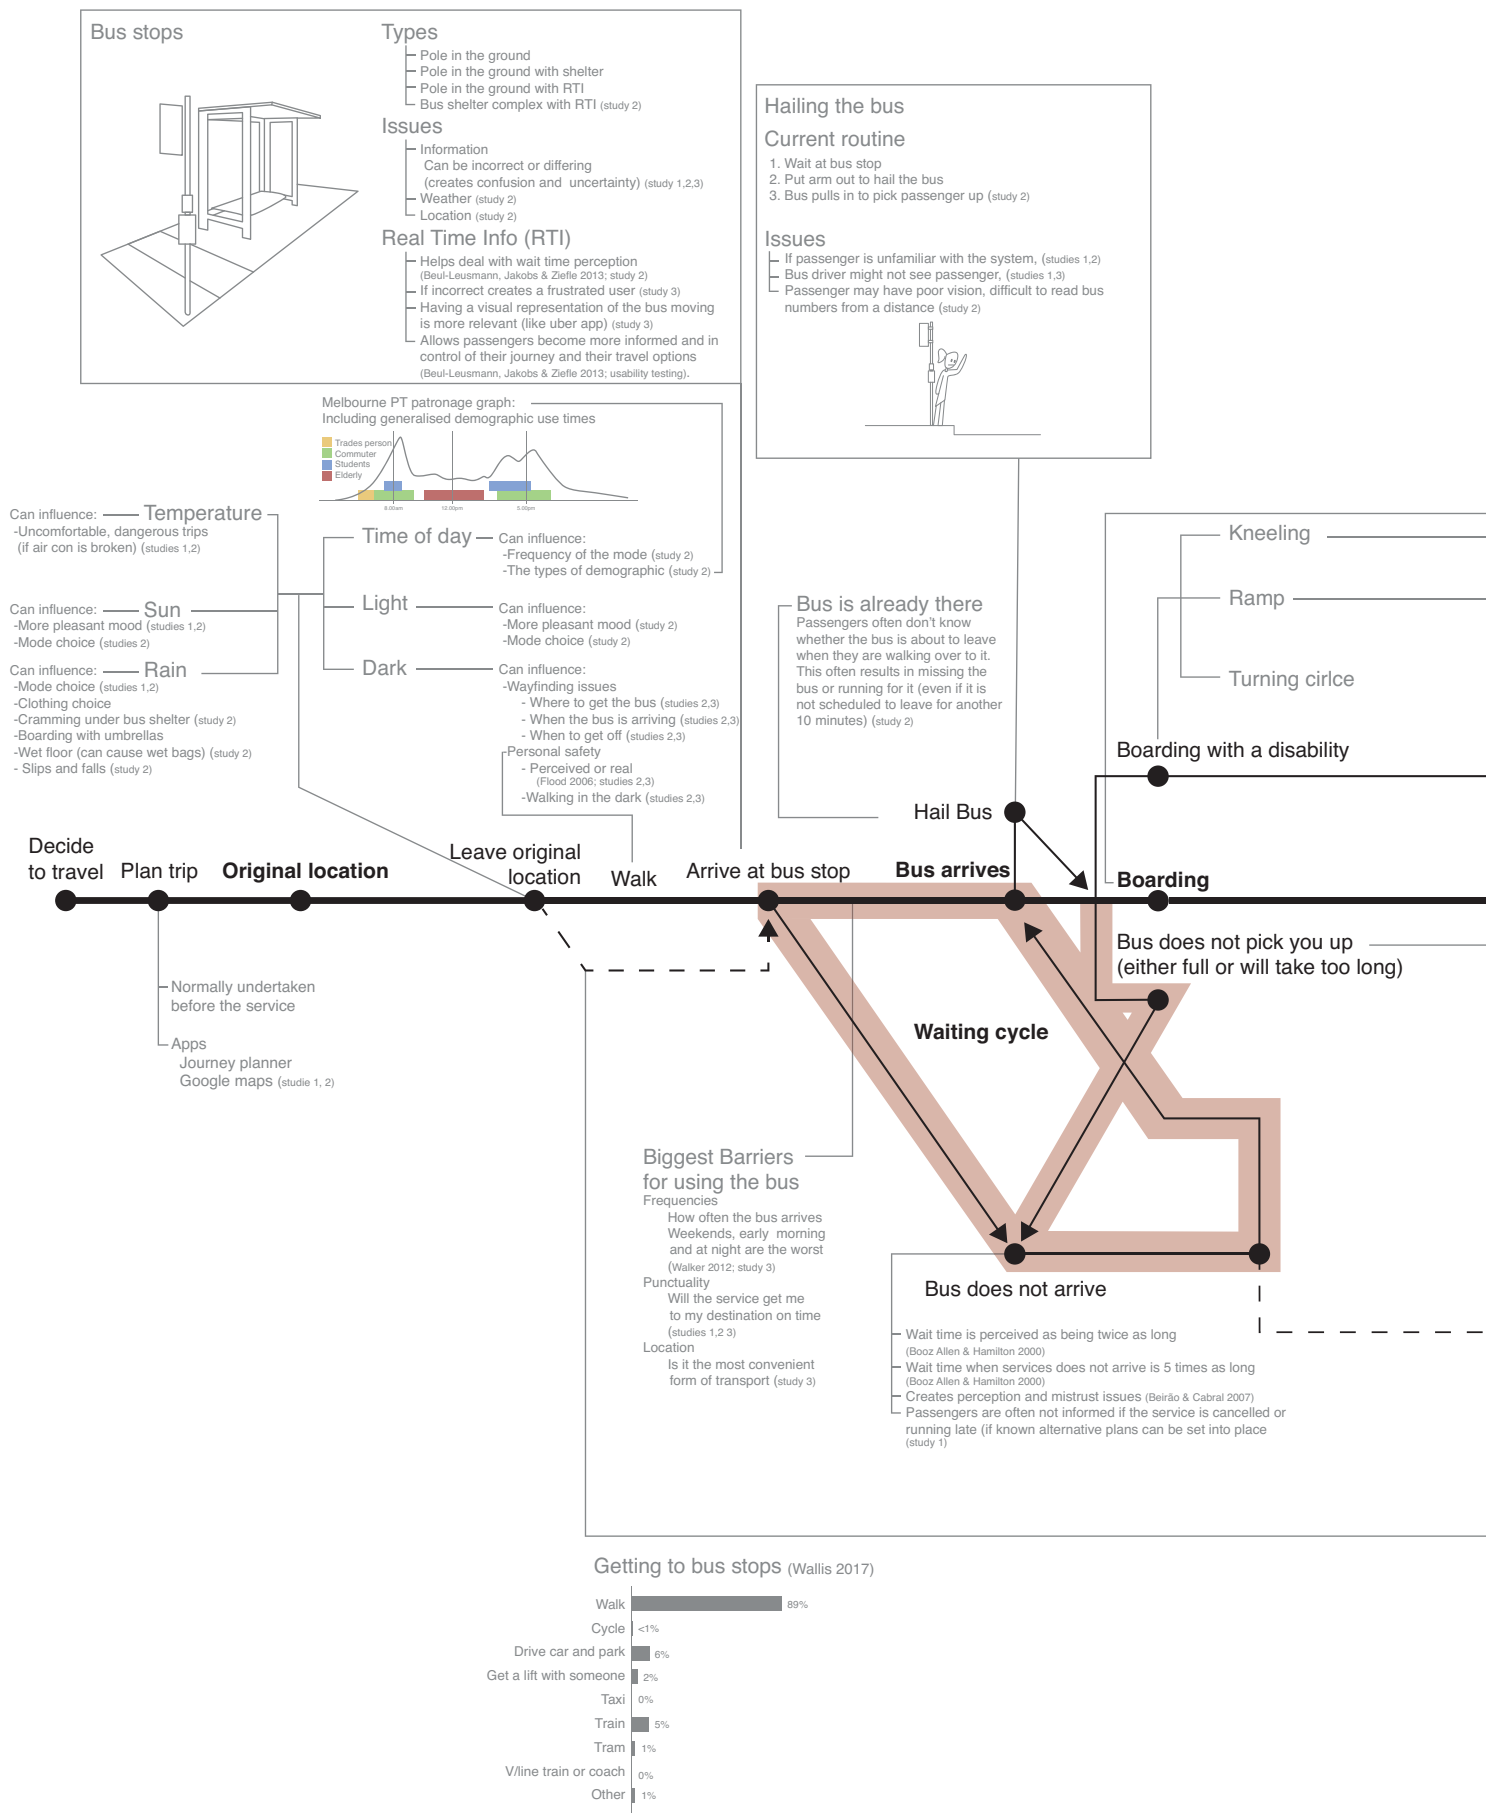 Bus stops
Types
Pole in the ground
Pole in the ground with shelter
Pole in the ground with RTI
Bus shelter complex with RTI (study 2)
Issues
Information
Can be incorrect or differing
(creates confusion and uncertainty) (study 1,2,3)
Weather (study 2)
Location (study 2)
Real Time Info (RTI)
Helps deal with wait time perception
(Beul-Leusmann, Jakobs & Ziefle 2013; study 2)
If incorrect creates a frustrated user (study 3)
Having a visual representation of the bus moving
is more relevant (like uber app) (study 3)
Allows passengers become more informed and in
control of their journey and their travel options
(Beul-Leusmann, Jakobs & Ziefle 2013; usability testing).
Hailing the bus
Current routine
1. Wait at bus stop
2. Put arm out to hail the bus
3. Bus pulls in to pick passenger up (study 2)
Issues
If passenger is unfamiliar with the system, (studies 1,2)
Bus driver might not see passenger, (studies 1,3)
Passenger may have poor vision, difficult to read bus
numbers from a distance (study 2)
Melbourne PT patronage graph:
Including generalised demographic use times
Trades person
Commuter
Students
Elderly
8.00am 12.00pm 5.00pm
Can influence:
Temperature
-Uncomfortable, dangerous trips
(if air con is broken) (studies 1,2)
Can influence:
Sun
-More pleasant mood (studies 1,2)
-Mode choice (studies 2)
Can influence:
Rain
-Mode choice (studies 1,2)
-Clothing choice
-Cramming under bus shelter (study 2)
-Boarding with umbrellas
-Wet floor (can cause wet bags) (study 2)
- Slips and falls (study 2)
Time of day
Can influence:
-Frequency of the mode (study 2)
-The types of demographic (study 2)
Light
Can influence:
-More pleasant mood (study 2)
-Mode choice (study 2)
Dark
Can influence:
-Wayfinding issues
- Where to get the bus (studies 2,3)
- When the bus is arriving (studies 2,3)
- When to get off (studies 2,3)
-Personal safety
- Perceived or real
(Flood 2006; studies 2,3)
-Walking in the dark (studies 2,3)
Bus is already there
Passengers often don't know
whether the bus is about to leave
when they are walking over to it.
This often results in missing the
bus or running for it (even if it is
not scheduled to leave for another
10 minutes) (study 2)
Kneeling
Ramp
Turning cirlce
Boarding with a disability
Hail Bus
Decide
to travel
Plan trip
Original location
Leave original
location
Walk
Arrive at bus stop
Bus arrives
Boarding
Bus does not pick you up
(either full or will take too long)
Normally undertaken
before the service
Apps
Journey planner
Google maps (studie 1, 2)
Waiting cycle
Biggest Barriers
for using the bus
Frequencies
How often the bus arrives
Weekends, early morning
and at night are the worst
(Walker 2012; study 3)
Punctuality
Will the service get me
to my destination on time
(studies 1,2 3)
Location
Is it the most convenient
form of transport (study 3)
Bus does not arrive
Wait time is perceived as being twice as long
(Booz Allen & Hamilton 2000)
Wait time when services does not arrive is 5 times as long
(Booz Allen & Hamilton 2000)
Creates perception and mistrust issues (Beirão & Cabral 2007)
Passengers are often not informed if the service is cancelled or
running late (if known alternative plans can be set into place
(study 1)
Getting to bus stops (Wallis 2017)
Walk 89%
Cycle <1%
Drive car and park 6%
Get a lift with someone 2%
Taxi 0%
Train 5%
Tram 1%
V/line train or coach 0%
Other 1%